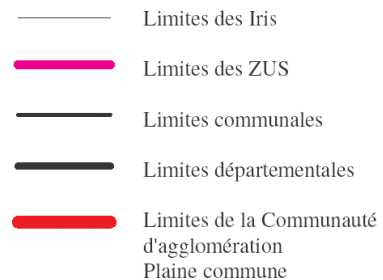 Limites des Iris
Limites des ZUS
Limites communales
Limites départementales
Limites de la Communauté
d'agglomération
Plaine commune